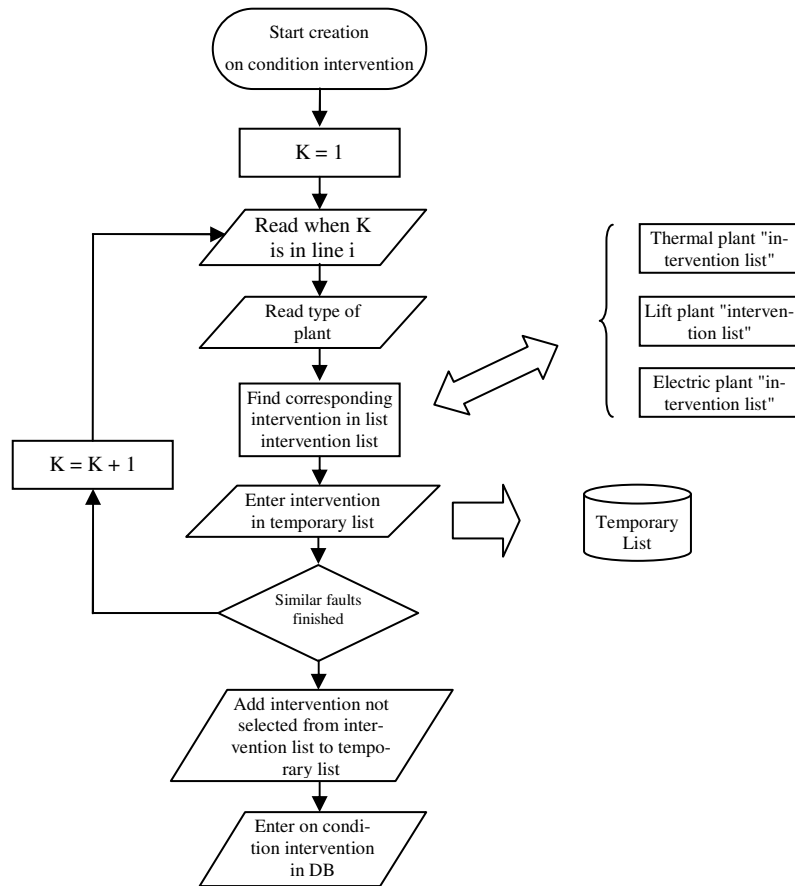 Start creation
on condition intervention
K = 1
Read when K
is in line i
Read type of
plant
Find corresponding
intervention in list
intervention list
Enter intervention
in temporary list
Similar faults
finished
K = K + 1
Add intervention not
selected from inter-
vention list to tempo-
rary list
Enter on condi-
tion intervention
in DB
Thermal plant "in-
tervention list"
Lift plant "interven-
tion list"
Electric plant "in-
tervention list"
Temporary
List